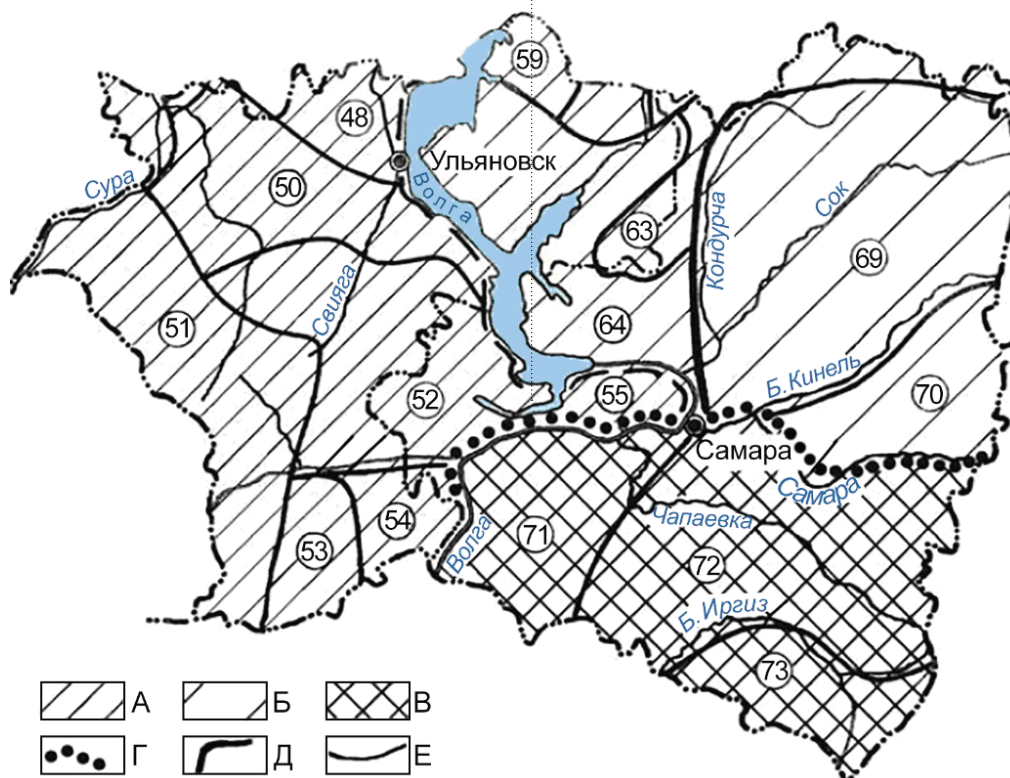 59
48
Ульяновск
Сура
50
Волга
Сок
63
Кондурча
69
Свияга
51
64
Б. Кинель
52
55
70
Самара
Самара
54
Волга
71
Чапаевка
53
72
Б. Иргиз
73
А Б В
Г Д Е